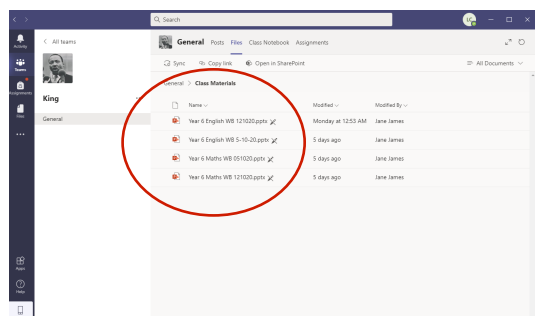 Search
LC
Activity
Teams
Assignments
Files
Apps
Help
All teams
King
General
General Posts Files Class Notebook Assignments
Sync Copy link Open in SharePoint All Documents
General > Class Materials
Name Modified Modified By
Year 6 English WB 121020.pptx Monday at 12:53 AM Jane James
Year 6 English WB 5-10-20.pptx 5 days ago Jane James
Year 6 Maths WB 051020.pptx 5 days ago Jane James
Year 6 Maths WB 121020.pptx 5 days ago Jane James